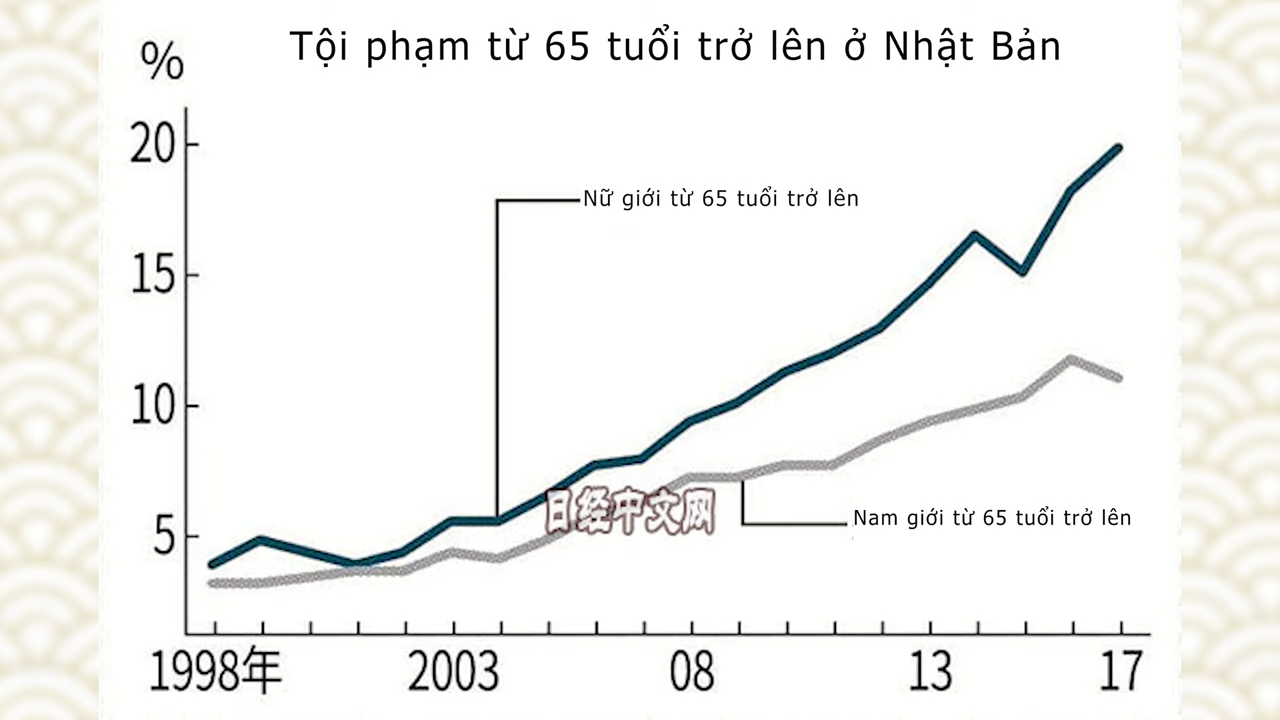 Tội phạm từ 65 tuổi trở lên ở Nhật Bản
%
20
Nữ giới từ 65 tuổi trở lên
15
10
日经中文网
Nam giới từ 65 tuổi trở lên
5
1998年 2003 08 13 17